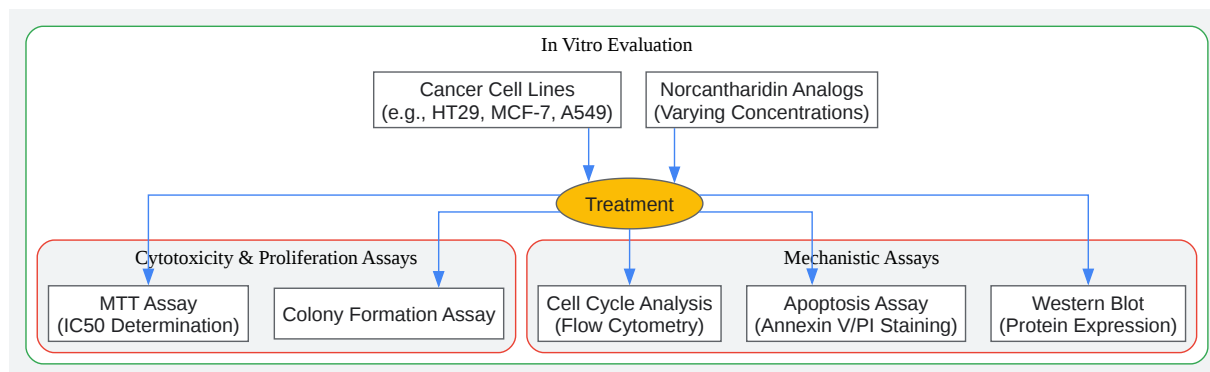 In Vitro Evaluation
Cancer Cell Lines
(e.g., HT29, MCF-7, A549)
Norcantharidin Analogs
(Varying Concentrations)
Treatment
Cytotoxicity & Proliferation Assays
MTT Assay
(IC50 Determination)
Colony Formation Assay
Mechanistic Assays
Cell Cycle Analysis
(Flow Cytometry)
Apoptosis Assay
(Annexin V/PI Staining)
Western Blot
(Protein Expression)